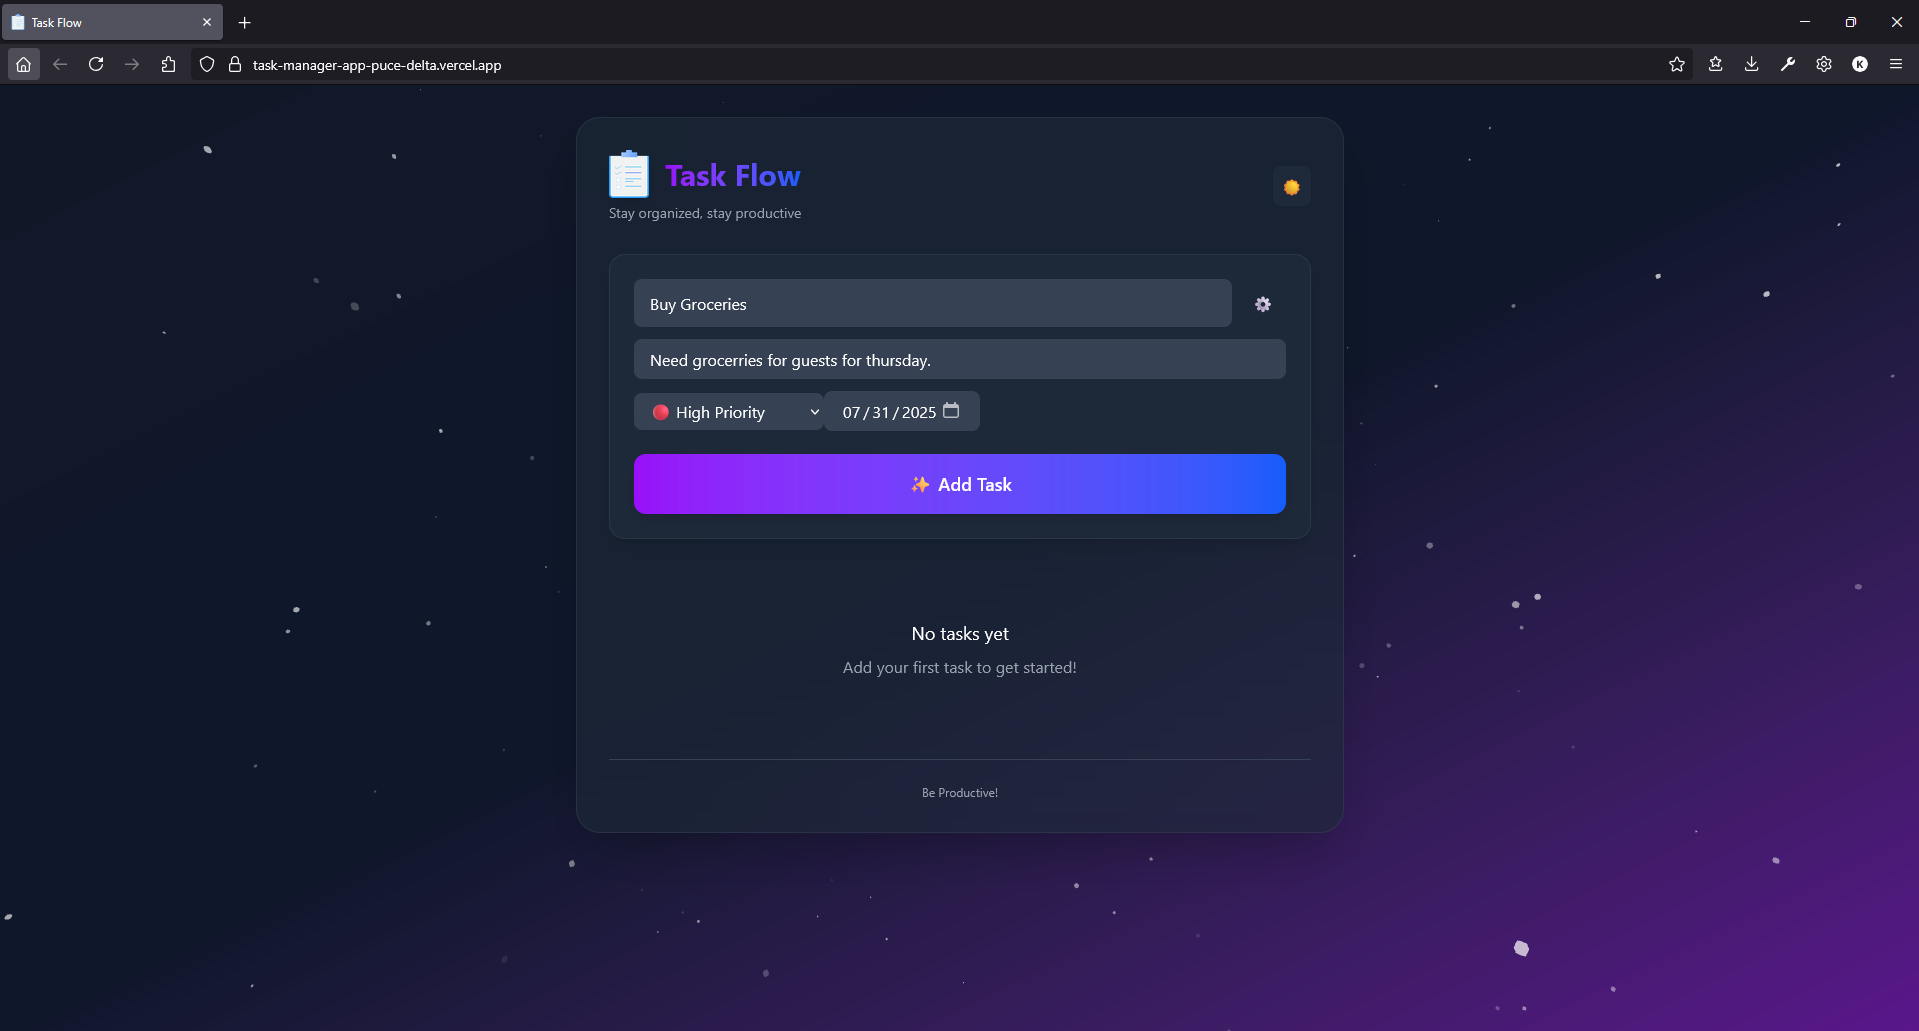 Task Flow
task-manager-app-puce-delta.vercel.app
K
Task Flow
Stay organized, stay productive
Buy Groceries
Need grocerries for guests for thursday.
High Priority
07/31/2025
Add Task
No tasks yet
Add your first task to get started!
Be Productive!